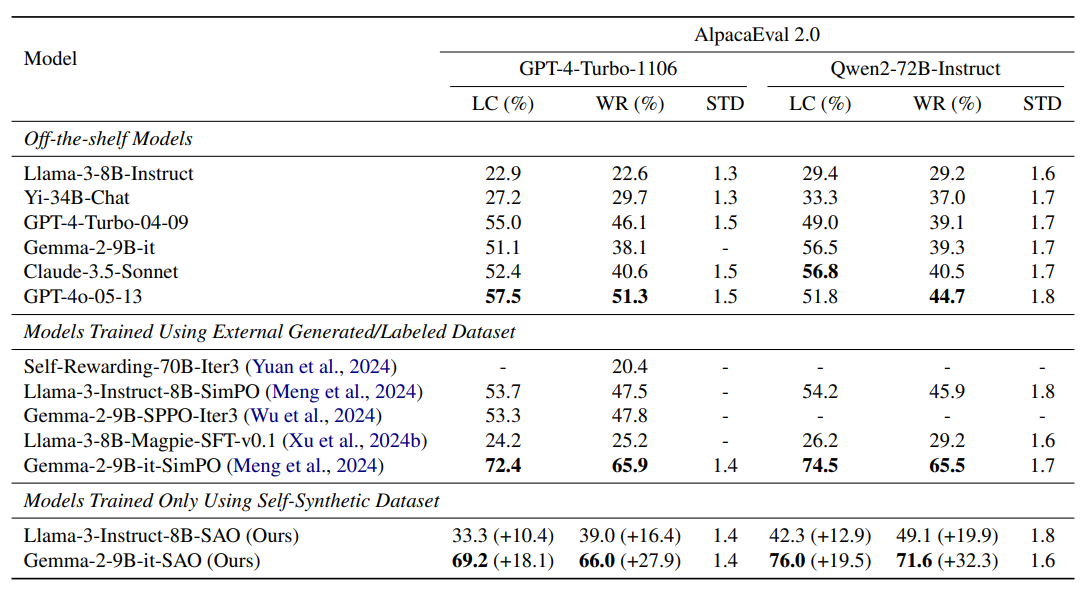 AlpacaEval 2.0
Model
GPT-4-Turbo-1106 Qwen2-72B-Instruct
LC (%) WR (%) STD LC (%) WR (%) STD
Off-the-shelf Models
Llama-3-8B-Instruct 22.9 22.6 1.3 29.4 29.2 1.6
Yi-34B-Chat 27.2 29.7 1.3 33.3 37.0 1.7
GPT-4-Turbo-04-09 55.0 46.1 1.5 49.0 39.1 1.7
Gemma-2-9B-it 51.1 38.1 - 56.5 39.3 1.7
Claude-3.5-Sonnet 52.4 40.6 1.5 56.8 40.5 1.7
GPT-4o-05-13 57.5 51.3 1.5 51.8 44.7 1.8
Models Trained Using External Generated/Labeled Dataset
Self-Rewarding-70B-Iter3 (Yuan et al., 2024) - 20.4 - - - -
Llama-3-Instruct-8B-SimPO (Meng et al., 2024) 53.7 47.5 - 54.2 45.9 1.8
Gemma-2-9B-SPPO-Iter3 (Wu et al., 2024) 53.3 47.8 - - - -
Llama-3-8B-Magpie-SFT-v0.1 (Xu et al., 2024b) 24.2 25.2 - 26.2 29.2 1.6
Gemma-2-9B-it-SimPO (Meng et al., 2024) 72.4 65.9 1.4 74.5 65.5 1.7
Models Trained Only Using Self-Synthetic Dataset
Llama-3-Instruct-8B-SAO (Ours) 33.3 (+10.4) 39.0 (+16.4) 1.4 42.3 (+12.9) 49.1 (+19.9) 1.8
Gemma-2-9B-it-SAO (Ours) 69.2 (+18.1) 66.0 (+27.9) 1.4 76.0 (+19.5) 71.6 (+32.3) 1.6